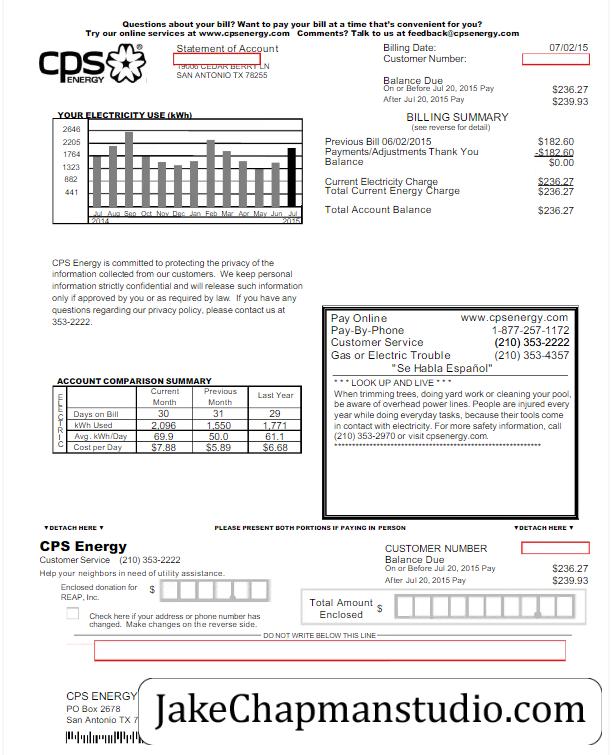 Questions about your bill? Want to pay your bill at a time that's convenient for you?
Try our online services at www.cpsenergy.com Comments? Talk to us at feedback@cpsenergy.com
cps
ENERGY
Statement of Account
CEDAR BERRY LN
SAN ANTONIO TX 78255
Billing Date: 07/02/15
Customer Number:
Balance Due
On or Before Jul 20, 2015 Pay $236.27
After Jul 20, 2015 Pay $239.93
YOUR ELECTRICITY USE (kWh)
2646
2205
1764
1323
882
441
Jul Aug Sep Oct Nov Dec Jan Feb Mar Apr May Jun Jul
2014 2015
BILLING SUMMARY
(see reverse for detail)
Previous Bill 06/02/2015 $182.60
Payments/Adjustments Thank You -$182.60
Balance $0.00
Current Electricity Charge $236.27
Total Current Energy Charge $236.27
Total Account Balance $236.27
CPS Energy is committed to protecting the privacy of the
information collected from our customers. We keep personal
information strictly confidential and will release such information
only if approved by you or as required by law. If you have any
questions regarding our privacy policy, please contact us at
353-2222.
Pay Online www.cpsenergy.com
Pay-By-Phone 1-877-257-1172
Customer Service (210) 353-2222
Gas or Electric Trouble (210) 353-4357
"Se Habla Español"
* * * LOOK UP AND LIVE * * *
When trimming trees, doing yard work or cleaning your pool,
be aware of overhead power lines. People are injured every
year while doing everyday tasks, because their tools come
in contact with electricity. For more safety information, call
(210) 353-2970 or visit cpsenergy.com.
************************************************************
ACCOUNT COMPARISON SUMMARY
ELECTRIC
Current Month Previous Month Last Year
Days on Bill 30 31 29
kWh Used 2,096 1,550 1,771
Avg. kWh/Day 69.9 50.0 61.1
Cost per Day $7.88 $5.89 $6.68
▼DETACH HERE▼ PLEASE PRESENT BOTH PORTIONS IF PAYING IN PERSON ▼DETACH HERE▼
CPS Energy
Customer Service (210) 353-2222
Help your neighbors in need of utility assistance.
Enclosed donation for
REAP, Inc. $
Check here if your address or phone number has
changed. Make changes on the reverse side.
CUSTOMER NUMBER
Balance Due
On or Before Jul 20, 2015 Pay $236.27
After Jul 20, 2015 Pay $239.93
Total Amount
Enclosed $
DO NOT WRITE BELOW THIS LINE
CPS ENERGY
PO Box 2678
San Antonio TX 7
JakeChapmanstudio.com